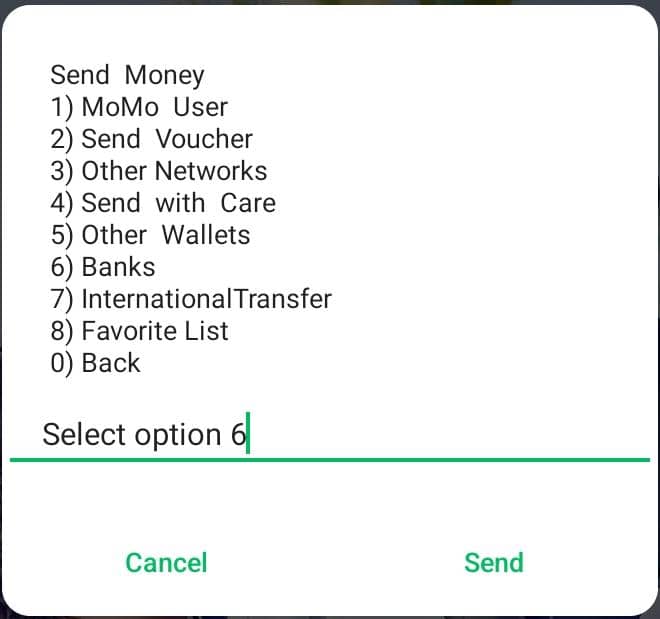 Send  Money
1) MoMo  User
2) Send  Voucher
3) Other Networks
4) Send  with  Care
5) Other  Wallets
6) Banks
7) InternationalTransfer
8) Favorite List
0) Back
Select option 6
Cancel Send